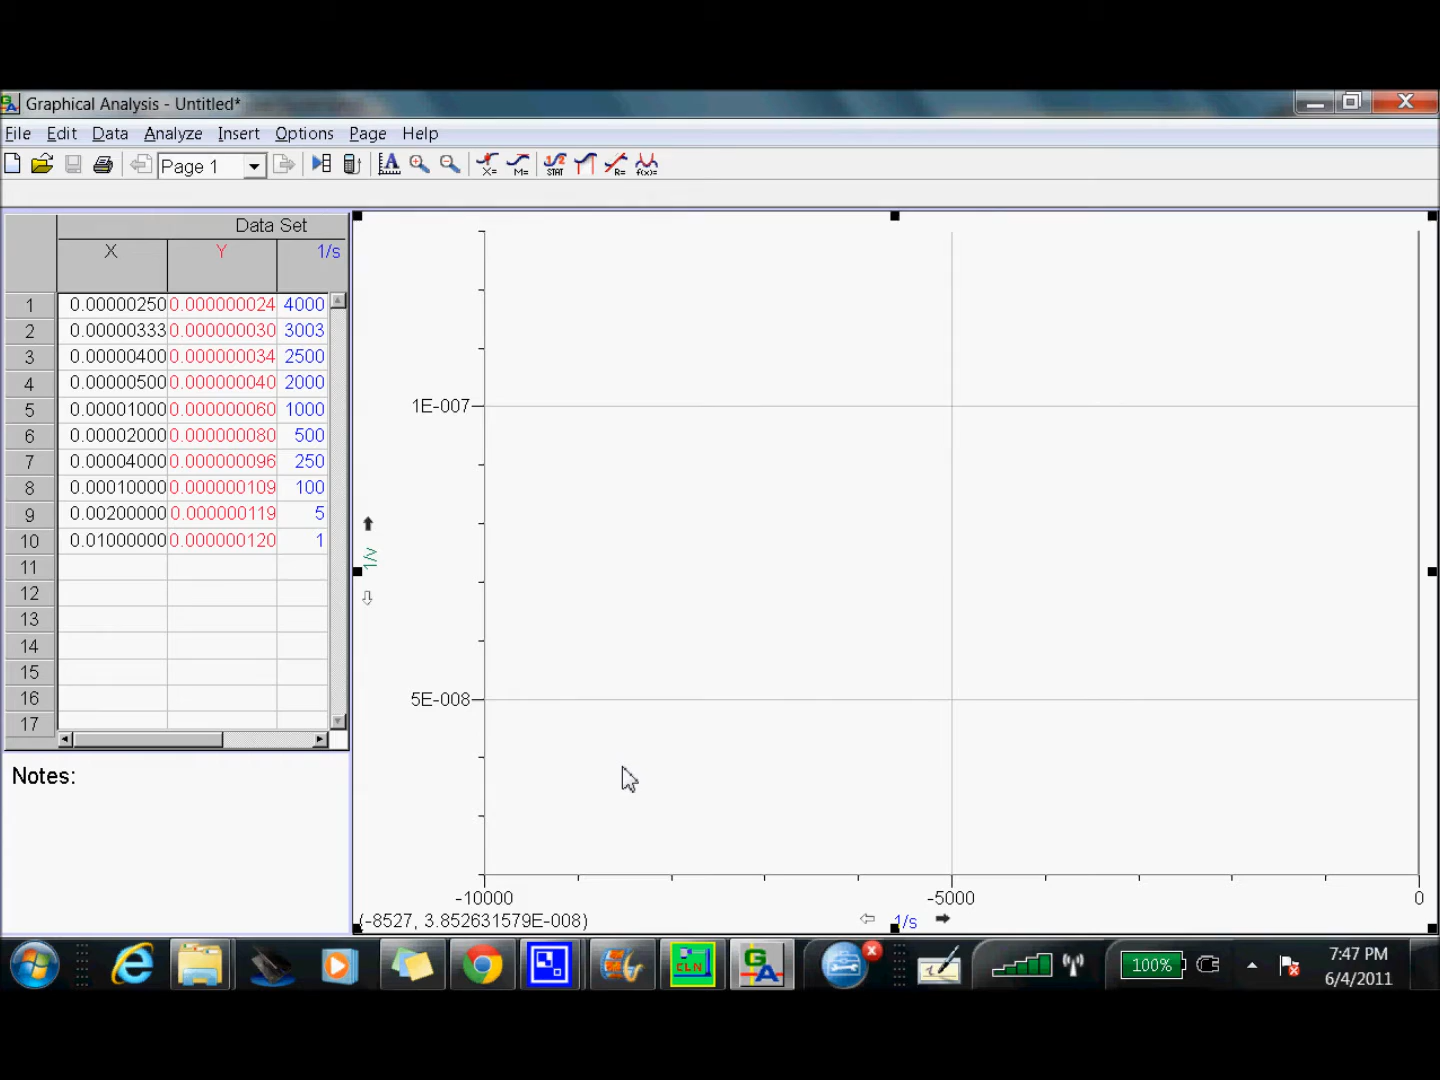 Graphical Analysis - Untitled*
File Edit Data Analyze Insert Options Page Help
Page 1
X= M= STAT R= f(x)=
Data Set
X Y 1/s
1 0.00000250 0.000000024 4000
2 0.00000333 0.000000030 3003
3 0.00000400 0.000000034 2500
4 0.00000500 0.000000040 2000
5 0.00001000 0.000000060 1000
6 0.00002000 0.000000080 500
7 0.00004000 0.000000096 250
8 0.00010000 0.000000109 100
9 0.00200000 0.000000119 5
10 0.01000000 0.000000120 1
11
12
13
14
15
16
17
Notes:
1E-007
1/v
5E-008
-10000 -5000 0
(-8527, 3.852631579E-008)
1/s
CLN
GA
100%
7:47 PM
6/4/2011